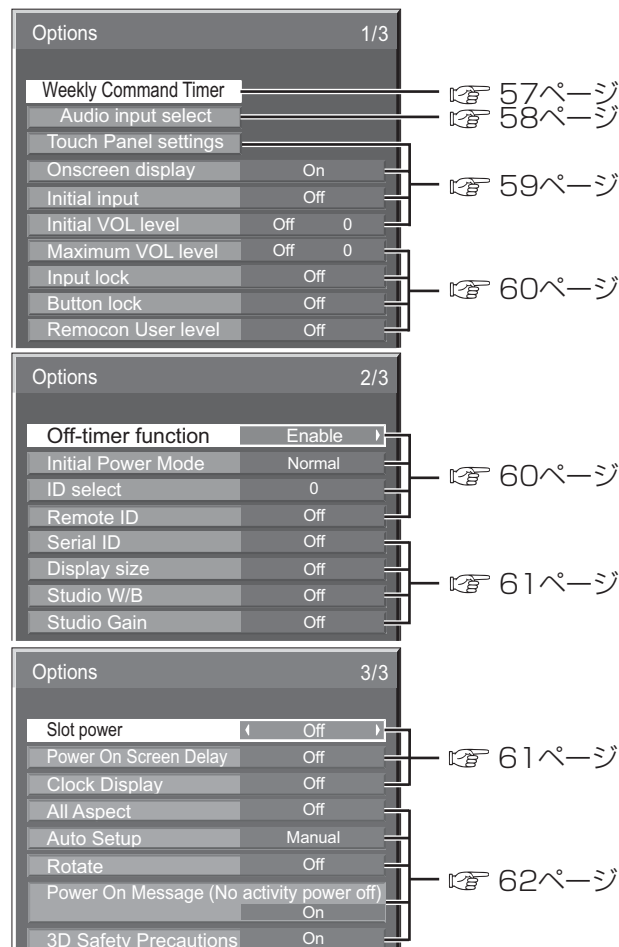 Options 1/3
Weekly Command Timer ☞ 57ページ
Audio input select ☞ 58ページ
Touch Panel settings
Onscreen display On
☞ 59ページ
Initial input Off
Initial VOL level Off 0
Maximum VOL level Off 0
Input lock Off
☞ 60ページ
Button lock Off
Remocon User level Off
Options 2/3
Off-timer function Enable
Initial Power Mode Normal
☞ 60ページ
ID select 0
Remote ID Off
Serial ID Off
Display size Off
☞ 61ページ
Studio W/B Off
Studio Gain Off
Options 3/3
Slot power Off
Power On Screen Delay Off
☞ 61ページ
Clock Display Off
All Aspect Off
Auto Setup Manual
Rotate Off
☞ 62ページ
Power On Message (No activity power off)
On
3D Safety Precautions On